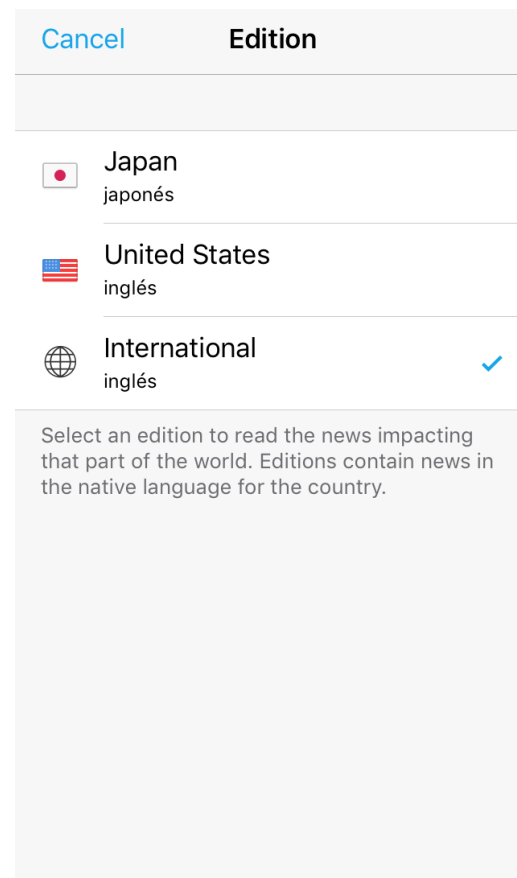 Cancel Edition
Japan
japonés
United States
inglés
International
inglés
Select an edition to read the news impacting
that part of the world. Editions contain news in
the native language for the country.